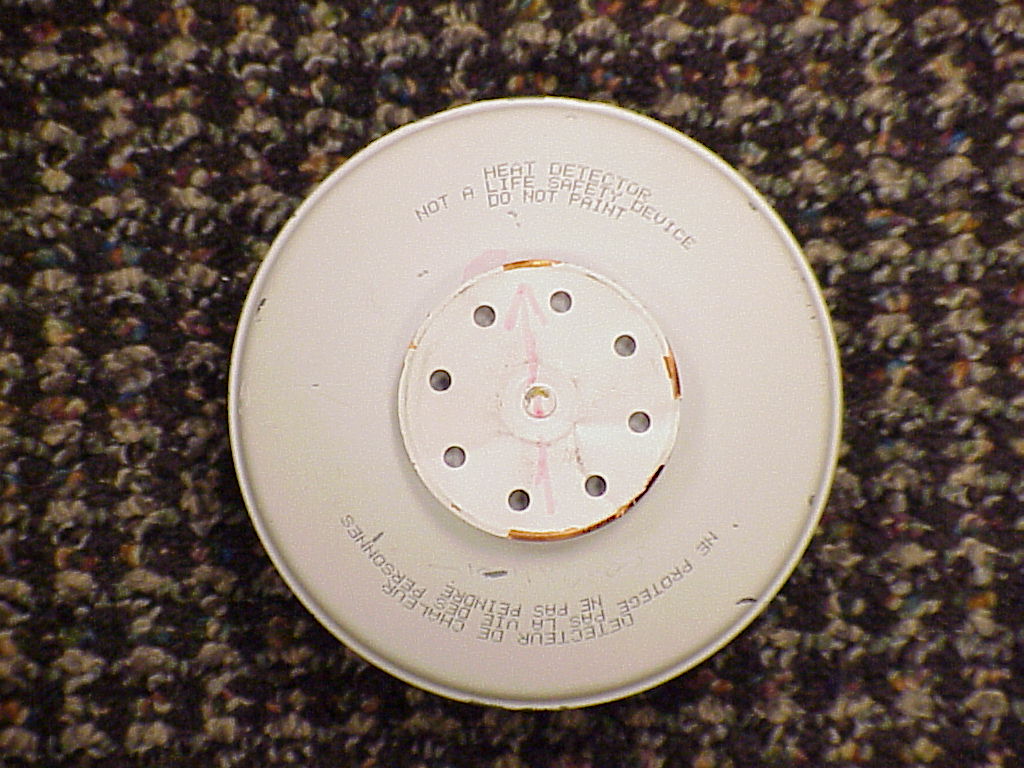 HEAT DETECTOR
NOT A LIFE SAFETY DEVICE
DO NOT PAINT
NE PAS PEINDRE
NE PROTEGE PAS LA VIE DES PERSONNES
DETECTEUR DE CHALEUR